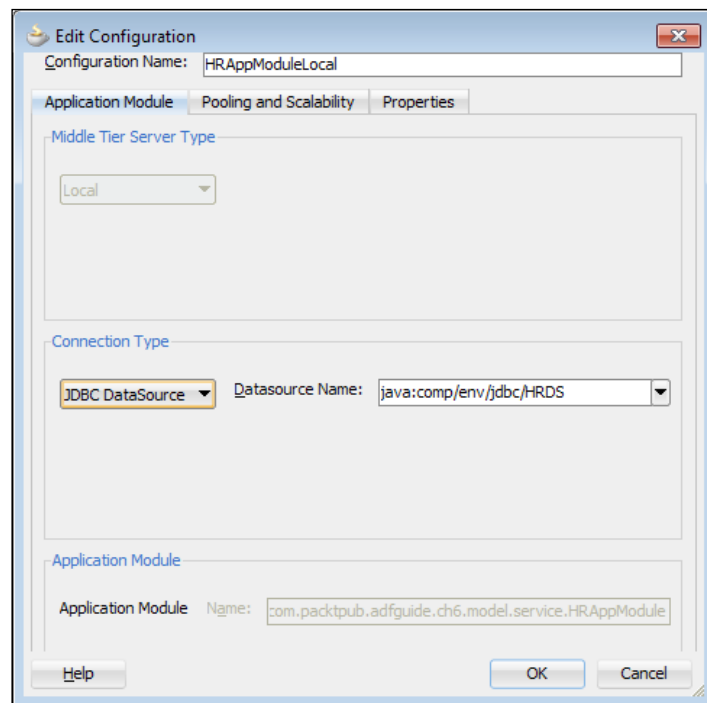 Edit Configuration
Configuration Name: HRAppModuleLocal
Application Module Pooling and Scalability Properties
Middle Tier Server Type
Local
Connection Type
JDBC DataSource Datasource Name: java:comp/env/jdbc/HRDS
Application Module
Application Module Name: com.packtpub.adfguide.ch6.model.service.HRAppModule
Help OK Cancel